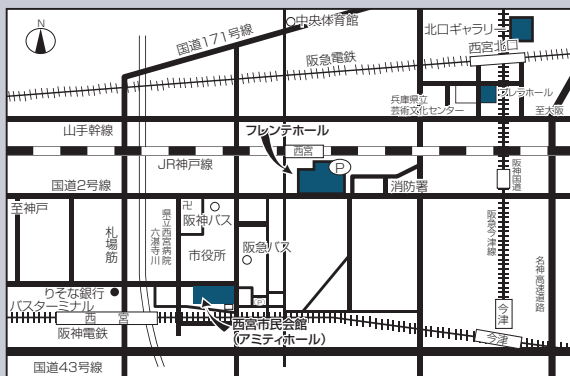 N
中央体育館
国道171号線
阪急電鉄
北口ギャラリー
西宮北口
プレラホール
兵庫県立
芸術文化センター
至大阪
山手幹線
フレンテホール
西宮
P
JR神戸線
阪神国道
国道2号線
消防署
至神戸
札場筋
六湛寺川
県立西宮病院
卍
阪神バス
市役所
阪急バス
阪急今津線
名神高速道路
りそな銀行
バスターミナル
西宮
P
今津
阪神電鉄
西宮市民会館
(アミティホール)
今津
国道43号線